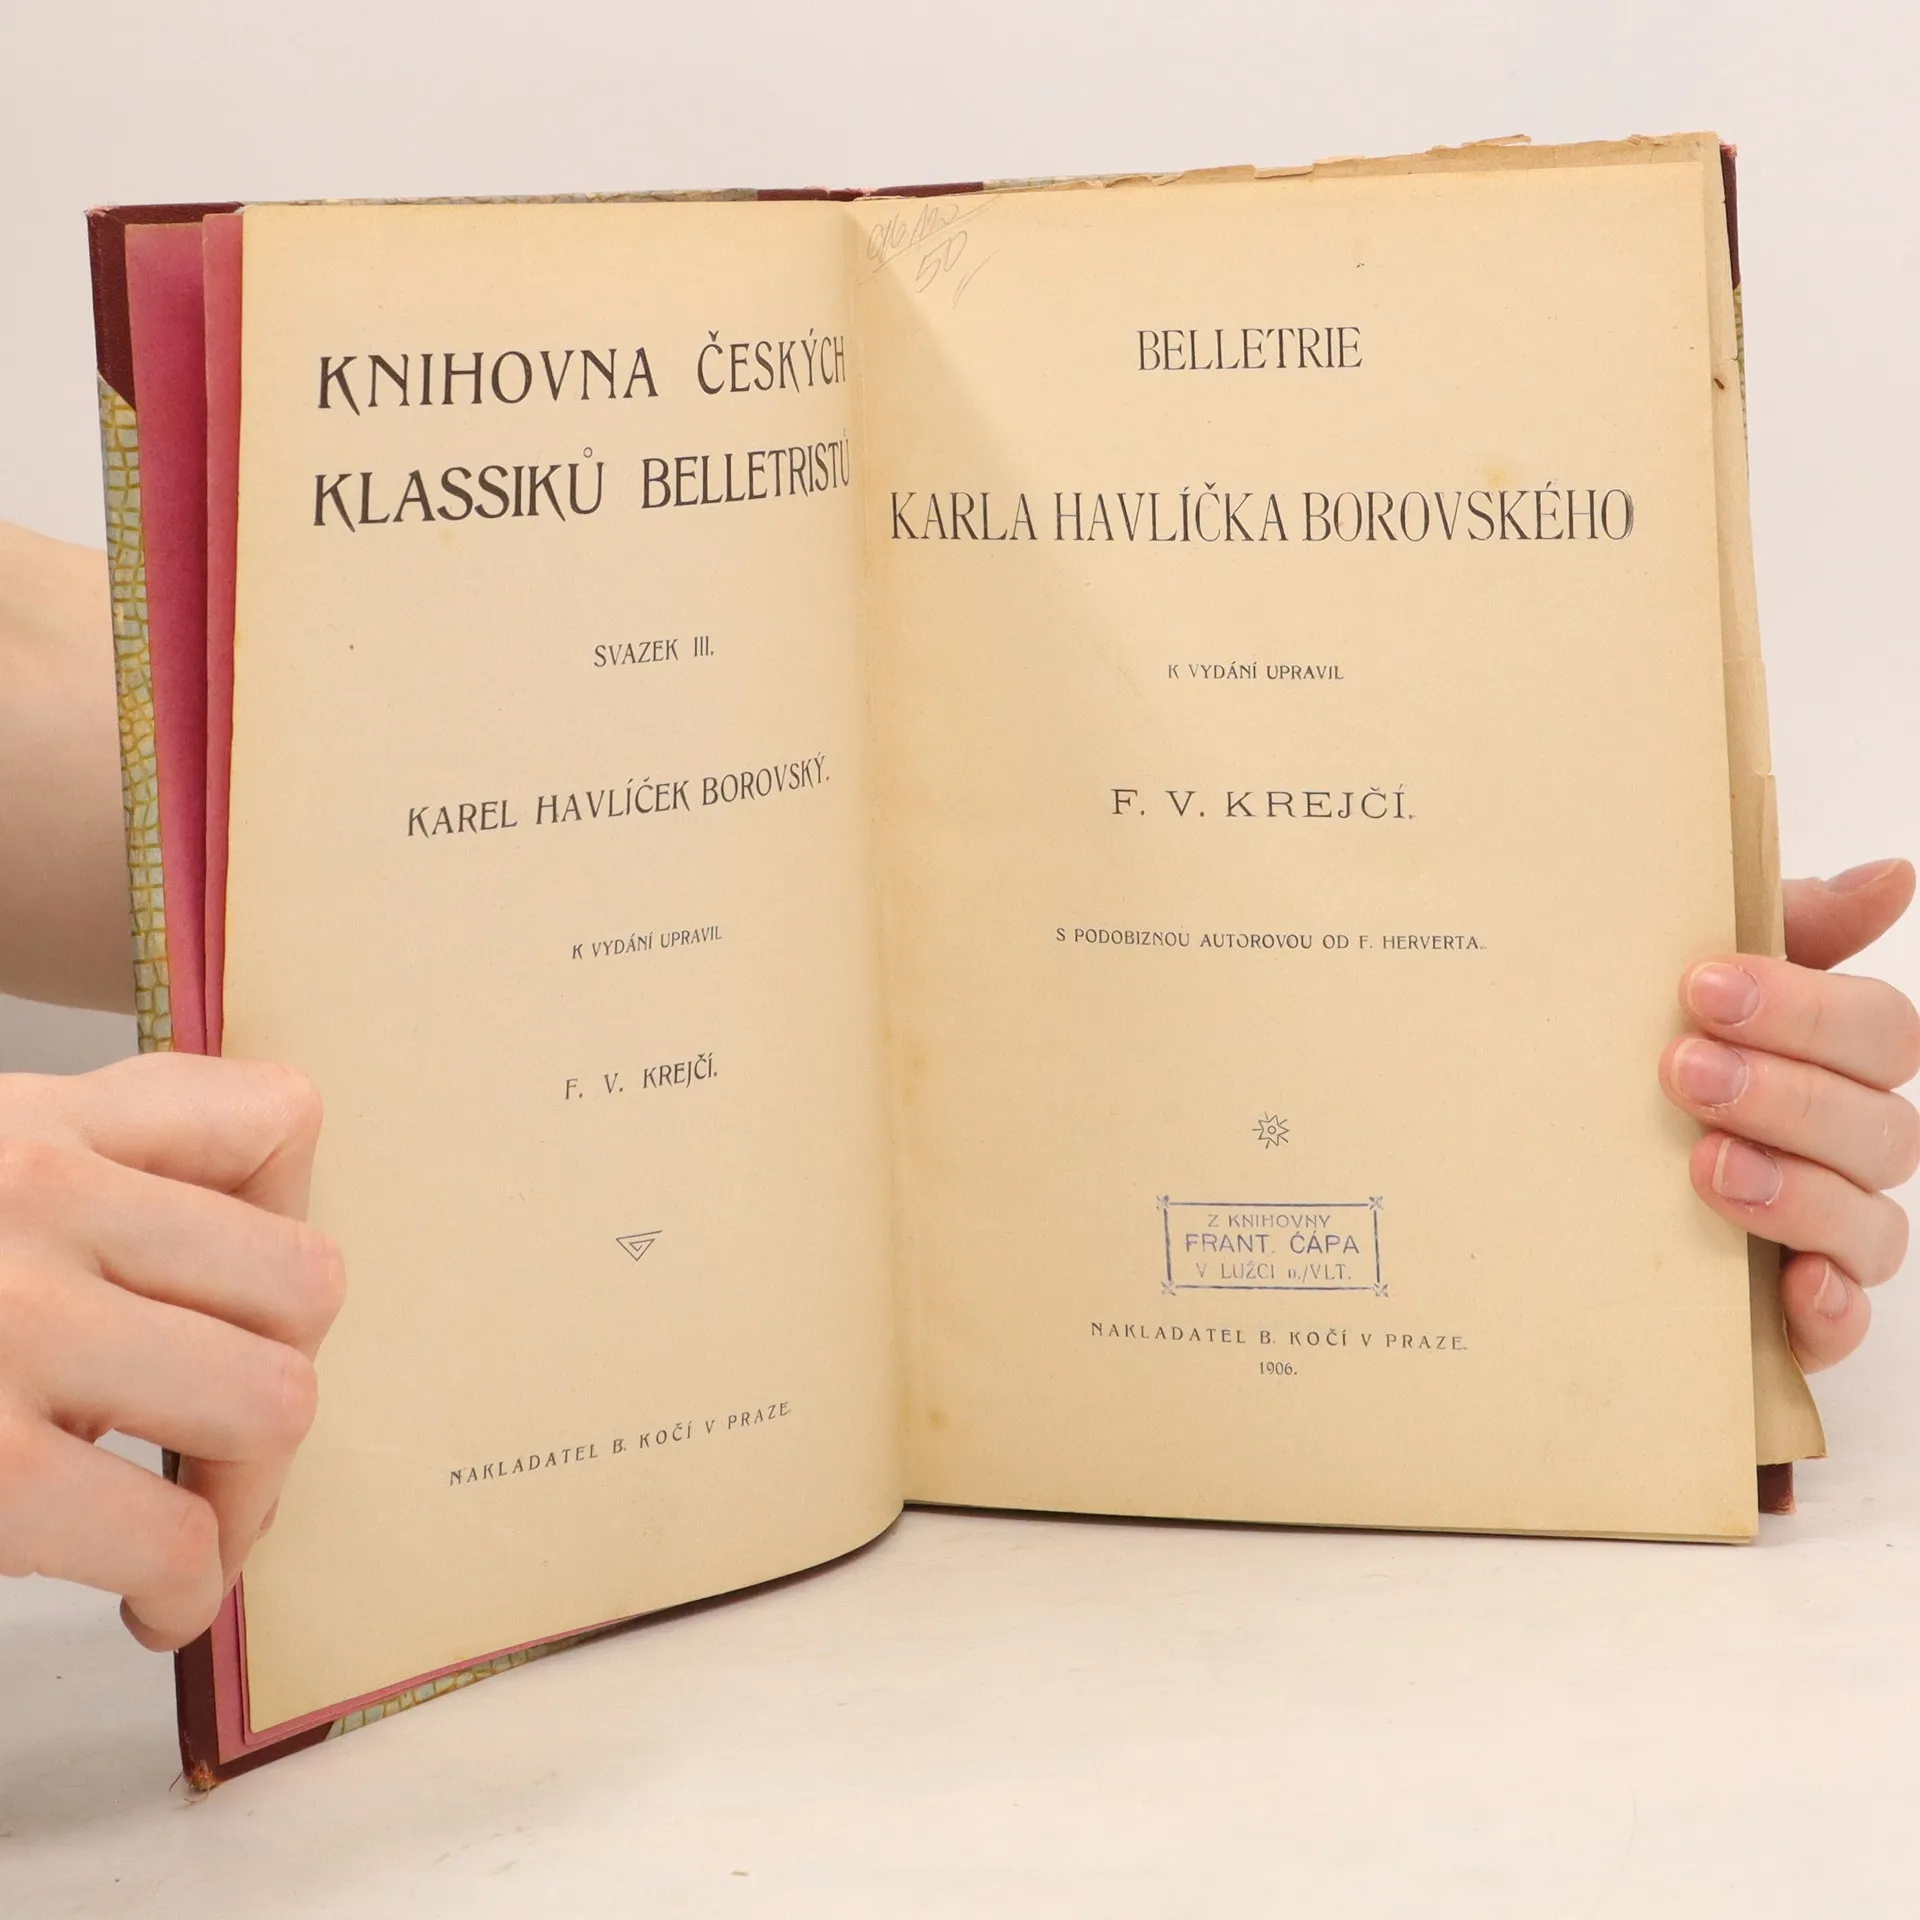 KNIHOVNA ČESKÝCH
KLASSIKŮ BELLETRISTŮ
SVAZEK III.
KAREL HAVLÍČEK BOROVSKÝ.
K VYDÁNÍ UPRAVIL
F. V. KREJČÍ.
NAKLADATEL B. KOČÍ V PRAZE.
50
BELLETRIE
KARLA HAVLÍČKA BOROVSKÉHO
K VYDÁNÍ UPRAVIL
F. V. KREJČÍ.
S PODOBIZNOU AUTOROVOU OD F. HERVERTA.
Z KNIHOVNY
FRANT. ČÁPA
V LUŽCI n./VLT.
NAKLADATEL B. KOČÍ V PRAZE.
1906.